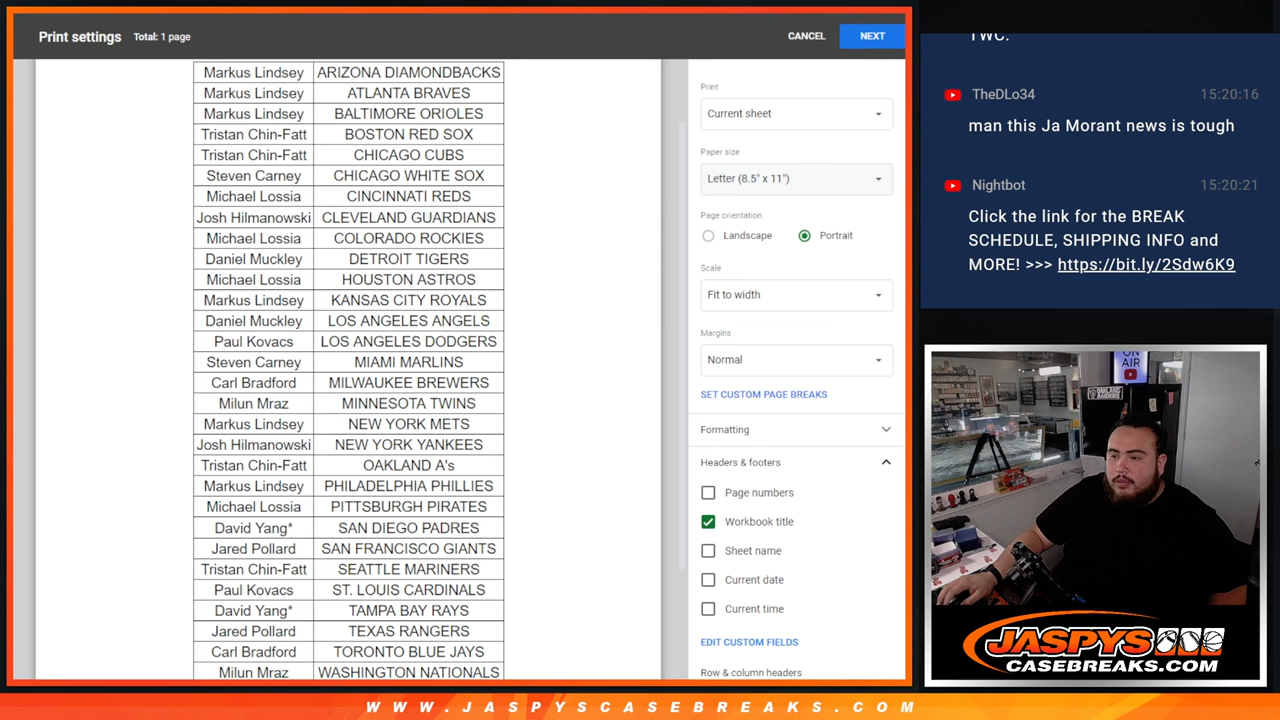 Print settings Total: 1 page CANCEL NEXT
Markus Lindsey ARIZONA DIAMONDBACKS
Markus Lindsey ATLANTA BRAVES
Markus Lindsey BALTIMORE ORIOLES
Tristan Chin-Fatt BOSTON RED SOX
Tristan Chin-Fatt CHICAGO CUBS
Steven Carney CHICAGO WHITE SOX
Michael Lossia CINCINNATI REDS
Josh Hilmanowski CLEVELAND GUARDIANS
Michael Lossia COLORADO ROCKIES
Daniel Muckley DETROIT TIGERS
Michael Lossia HOUSTON ASTROS
Markus Lindsey KANSAS CITY ROYALS
Daniel Muckley LOS ANGELES ANGELS
Paul Kovacs LOS ANGELES DODGERS
Steven Carney MIAMI MARLINS
Carl Bradford MILWAUKEE BREWERS
Milun Mraz MINNESOTA TWINS
Markus Lindsey NEW YORK METS
Josh Hilmanowski NEW YORK YANKEES
Tristan Chin-Fatt OAKLAND A's
Markus Lindsey PHILADELPHIA PHILLIES
Michael Lossia PITTSBURGH PIRATES
David Yang* SAN DIEGO PADRES
Jared Pollard SAN FRANCISCO GIANTS
Tristan Chin-Fatt SEATTLE MARINERS
Paul Kovacs ST. LOUIS CARDINALS
David Yang* TAMPA BAY RAYS
Jared Pollard TEXAS RANGERS
Carl Bradford TORONTO BLUE JAYS
Milun Mraz WASHINGTON NATIONALS
Print
Current sheet
Paper size
Letter (8.5" x 11")
Page orientation
Landscape Portrait
Scale
Fit to width
Margins
Normal
SET CUSTOM PAGE BREAKS
Formatting
Headers & footers
Page numbers
Workbook title
Sheet name
Current date
Current time
EDIT CUSTOM FIELDS
Row & column headers
TWC.
TheDLo34 15:20:16
man this Ja Morant news is tough
Nightbot 15:20:21
Click the link for the BREAK
SCHEDULE, SHIPPING INFO and
MORE! >>> https://bit.ly/2Sdw6K9
ON
AIR
OAKLAND
RAIDERS
JASPYS
CASEBREAKS.COM
WWW.JASPYSCASEBREAKS.COM